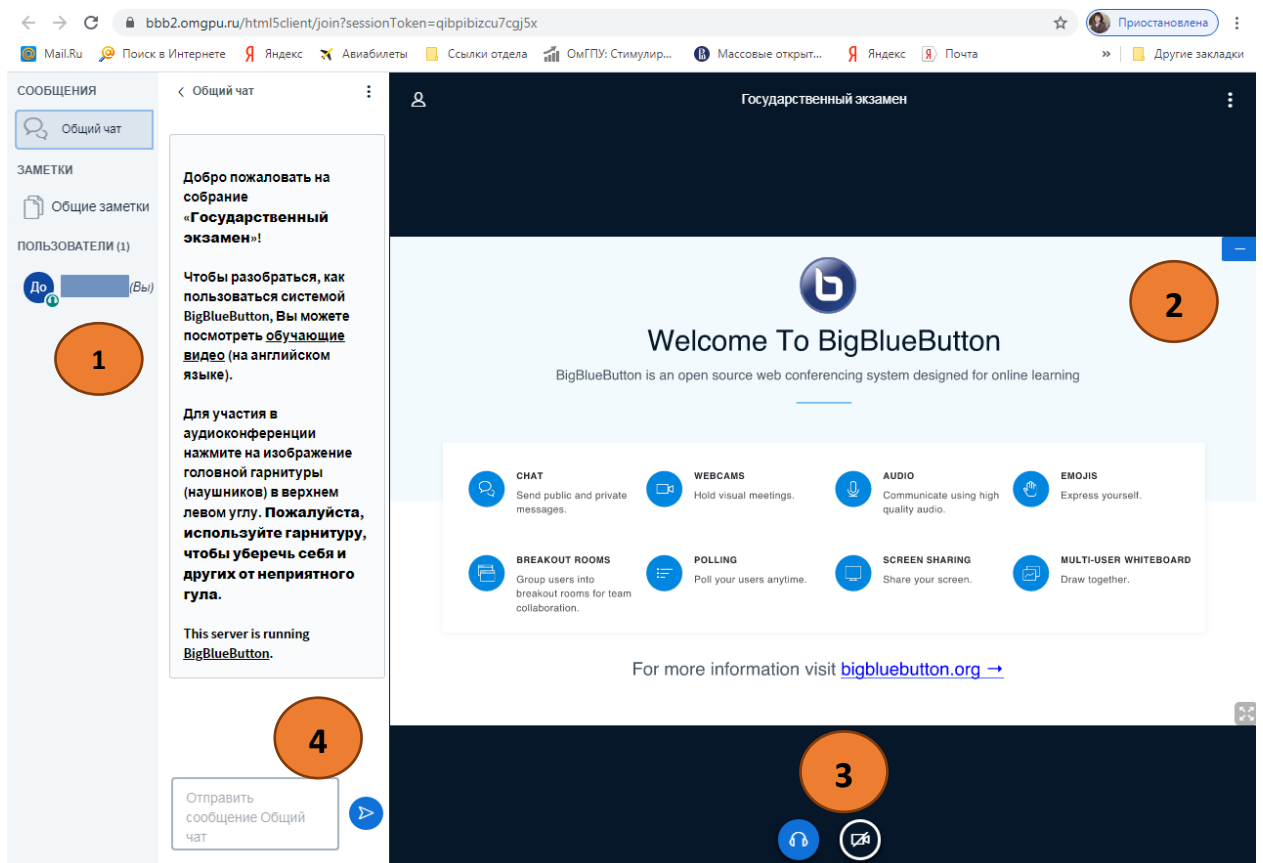 bbb2.omgpu.ru/html5client/join?sessionToken=qibpibizcu7cgj5x
Приостановлена
Mail.Ru
Поиск в Интернете
Яндекс
Авиабилеты
Ссылки отдела
ОмГПУ: Стимулир...
Массовые открыт...
Яндекс
Почта
»
Другие закладки
СООБЩЕНИЯ
Общий чат
ЗАМЕТКИ
Общие заметки
ПОЛЬЗОВАТЕЛИ (1)
До
(Вы)
1
Общий чат
Добро пожаловать на
собрание
«Государственный
экзамен»!
Чтобы разобраться, как
пользоваться системой
BigBlueButton, Вы можете
посмотреть обучающие
видео (на английском
языке).
Для участия в
аудиоконференции
нажмите на изображение
головной гарнитуры
(наушников) в верхнем
левом углу. Пожалуйста,
используйте гарнитуру,
чтобы уберечь себя и
других от неприятного
гула.
This server is running
BigBlueButton.
4
Отправить
сообщение Общий
чат
Государственный экзамен
2
Welcome To BigBlueButton
BigBlueButton is an open source web conferencing system designed for online learning
CHAT
Send public and private
messages.
WEBCAMS
Hold visual meetings.
AUDIO
Communicate using high
quality audio.
EMOJIS
Express yourself.
BREAKOUT ROOMS
Group users into
breakout rooms for team
collaboration.
POLLING
Poll your users anytime.
SCREEN SHARING
Share your screen.
MULTI-USER WHITEBOARD
Draw together.
For more information visit bigbluebutton.org →
3